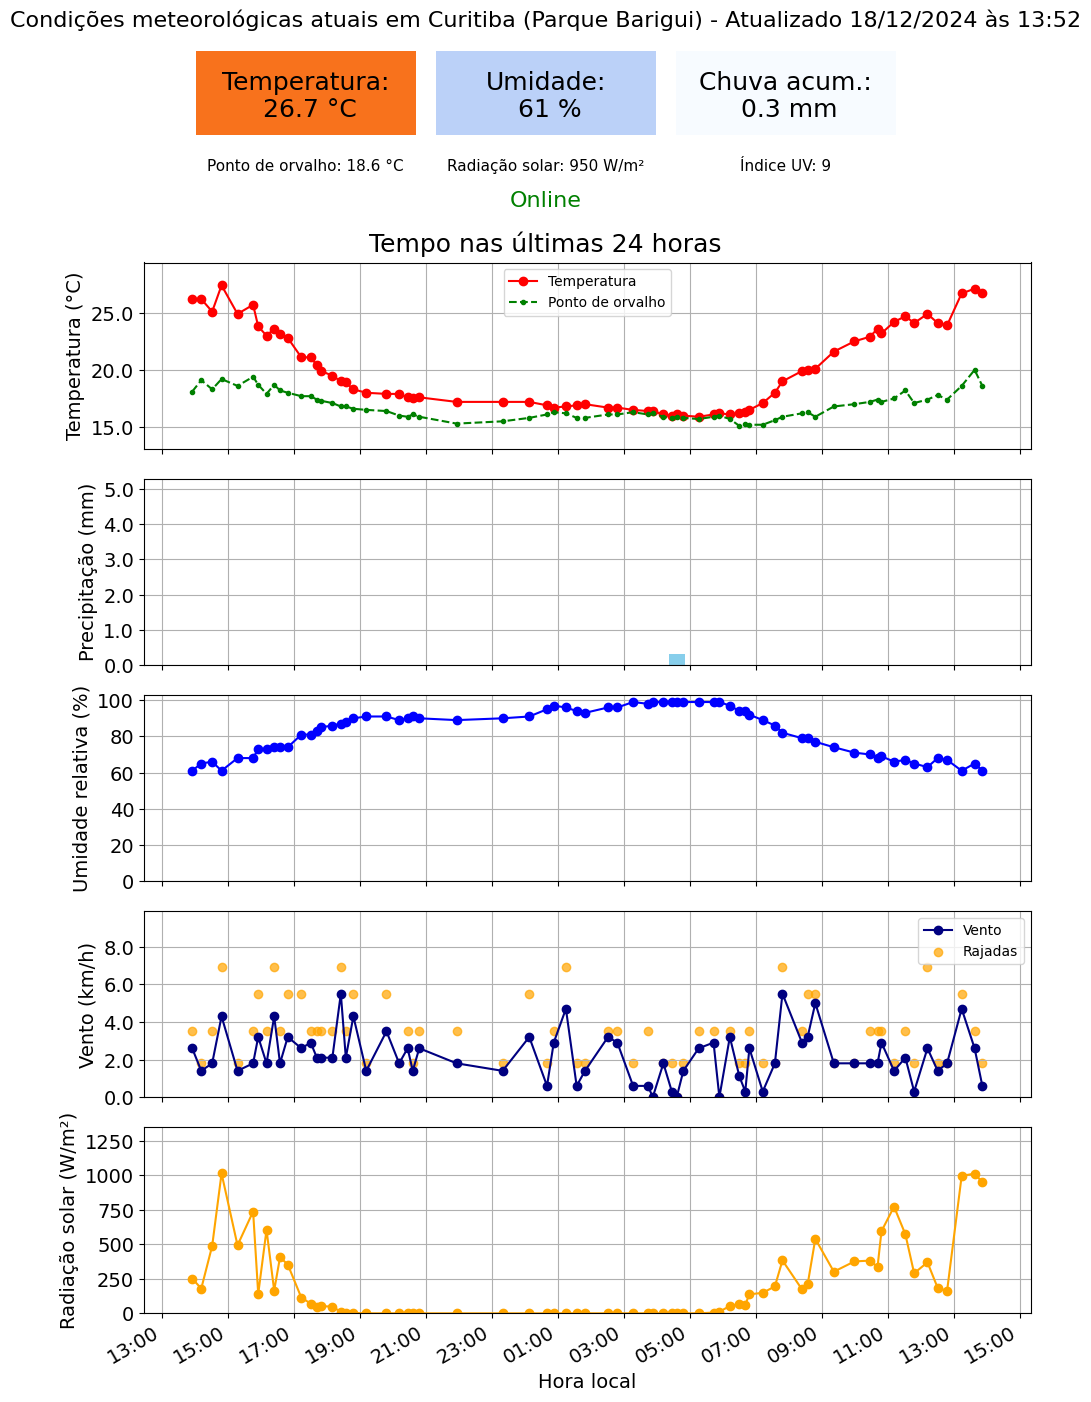 Condições meteorológicas atuais em Curitiba (Parque Barigui) - Atualizado 18/12/2024 às 13:52
Temperatura:
26.7 °C
Umidade:
61 %
Chuva acum.:
0.3 mm
Ponto de orvalho: 18.6 °C
Radiação solar: 950 W/m²
Índice UV: 9
Online
Tempo nas últimas 24 horas
Temperatura (°C)
25.0
20.0
15.0
Temperatura
Ponto de orvalho
Precipitação (mm)
5.0
4.0
3.0
2.0
1.0
0.0
Umidade relativa (%)
100
80
60
40
20
0
Vento (km/h)
8.0
6.0
4.0
2.0
0.0
Vento
Rajadas
Radiação solar (W/m²)
1250
1000
750
500
250
0
13:00
15:00
17:00
19:00
21:00
23:00
01:00
03:00
05:00
07:00
09:00
11:00
13:00
15:00
Hora local